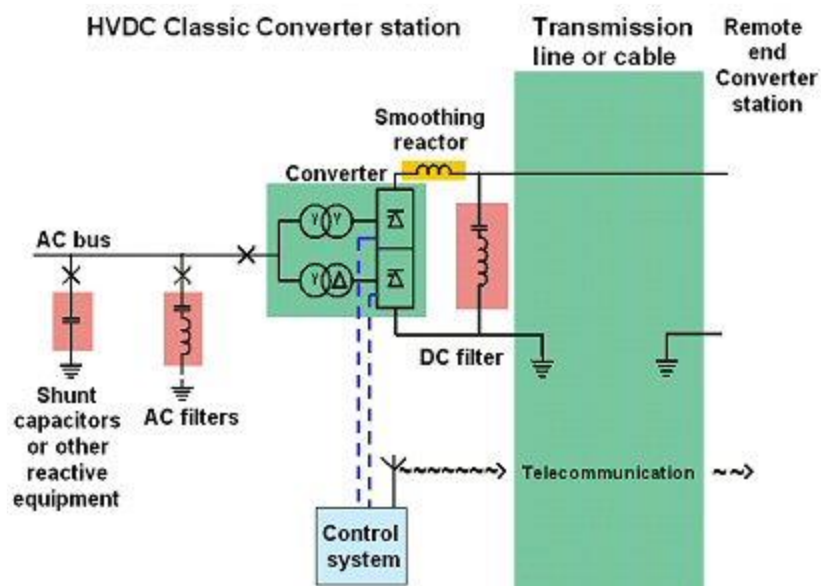 HVDC Classic Converter station
Transmission
line or cable
Remote
end
Converter
station
Smoothing
reactor
Converter
AC bus
Y Y
Y Δ
DC filter
Shunt
capacitors
or other
reactive
equipment
AC filters
Telecommunication
Control
system